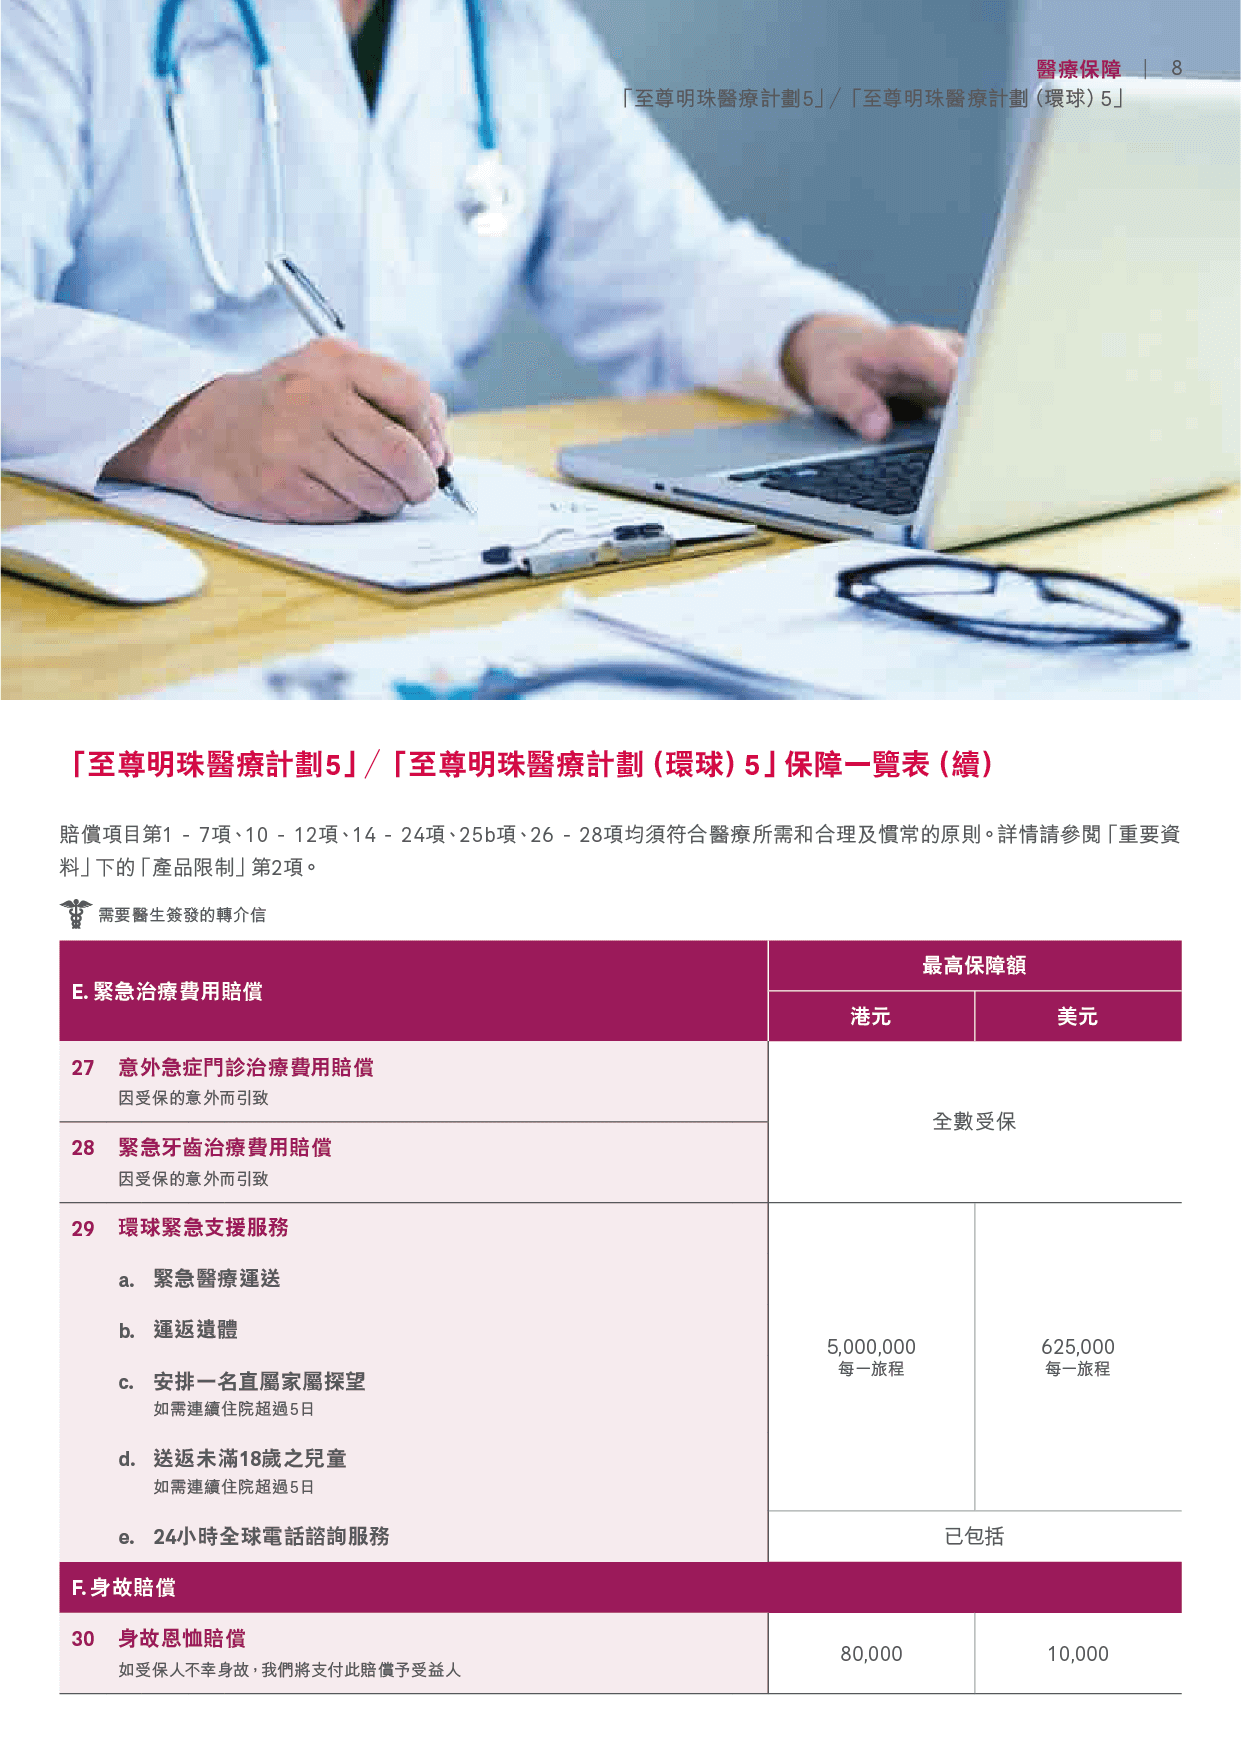 醫療保障 | 8
「至尊明珠醫療計劃5」/「至尊明珠醫療計劃（環球）5」
「至尊明珠醫療計劃5」/「至尊明珠醫療計劃（環球）5」保障一覽表（續）
賠償項目第1 - 7項、10 - 12項、14 - 24項、25b項、26 - 28項均須符合醫療所需和合理及慣常的原則。詳情請參閱「重要資
料」下的「產品限制」第2項。
需要醫生簽發的轉介信
E. 緊急治療費用賠償
最高保障額
港元 美元
27 意外急症門診治療費用賠償
因受保的意外而引致
全數受保
28 緊急牙齒治療費用賠償
因受保的意外而引致
29 環球緊急支援服務
a. 緊急醫療運送
b. 運返遺體
c. 安排一名直屬家屬探望
如需連續住院超過5日
d. 送返未滿18歲之兒童
如需連續住院超過5日
5,000,000 625,000
每一旅程 每一旅程
e. 24小時全球電話諮詢服務 已包括
F. 身故賠償
30 身故恩恤賠償
如受保人不幸身故，我們將支付此賠償予受益人
80,000 10,000